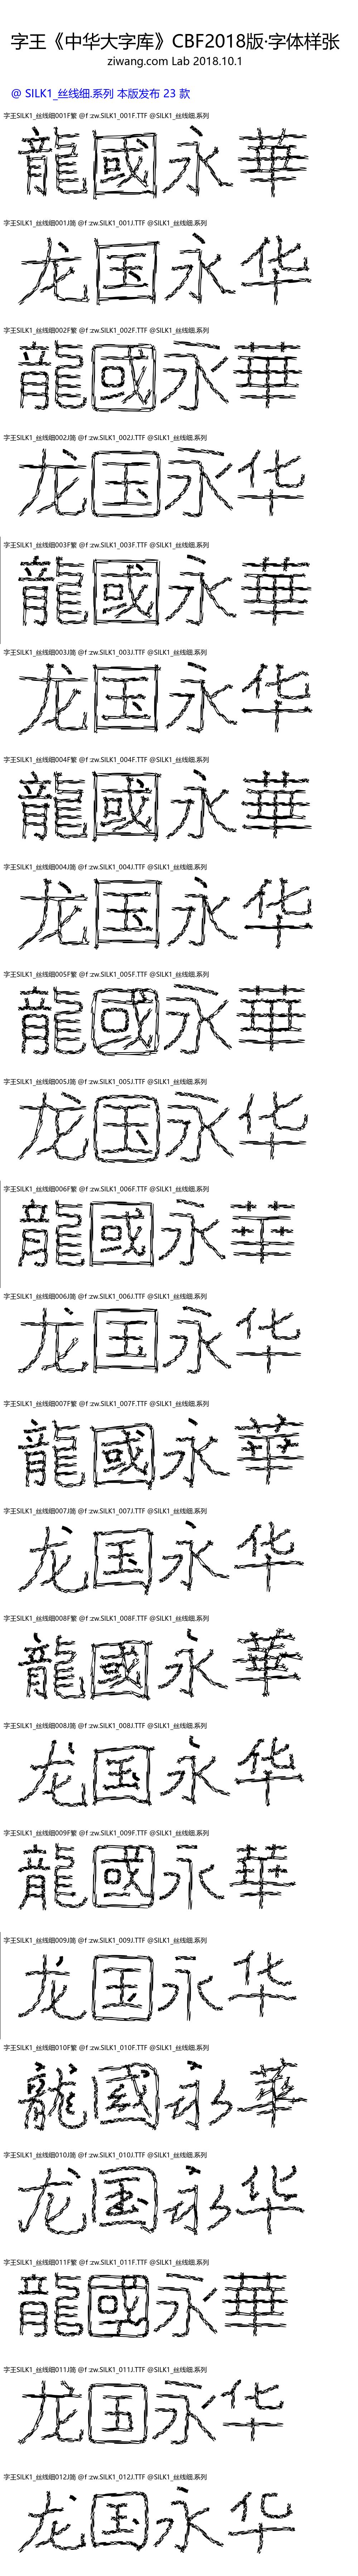 字王《中华大字库》CBF2018版·字体样张
ziwang.com Lab 2018.10.1
@ SILK1_丝线细.系列 本版发布 23 款
字王SILK1_丝线细001F繁 @f :zw.SILK1_001F.TTF @SILK1_丝线细.系列
龍國永華
字王SILK1_丝线细001J简 @f :zw.SILK1_001J.TTF @SILK1_丝线细.系列
龙国永华
字王SILK1_丝线细002F繁 @f :zw.SILK1_002F.TTF @SILK1_丝线细.系列
龍國永華
字王SILK1_丝线细002J简 @f :zw.SILK1_002J.TTF @SILK1_丝线细.系列
龙国永华
字王SILK1_丝线细003F繁 @f :zw.SILK1_003F.TTF @SILK1_丝线细.系列
龍國永華
字王SILK1_丝线细003J简 @f :zw.SILK1_003J.TTF @SILK1_丝线细.系列
龙国永华
字王SILK1_丝线细004F繁 @f :zw.SILK1_004F.TTF @SILK1_丝线细.系列
龍國永華
字王SILK1_丝线细004J简 @f :zw.SILK1_004J.TTF @SILK1_丝线细.系列
龙国永华
字王SILK1_丝线细005F繁 @f :zw.SILK1_005F.TTF @SILK1_丝线细.系列
龍國永華
字王SILK1_丝线细005J简 @f :zw.SILK1_005J.TTF @SILK1_丝线细.系列
龙国永华
字王SILK1_丝线细006F繁 @f :zw.SILK1_006F.TTF @SILK1_丝线细.系列
龍國永華
字王SILK1_丝线细006J简 @f :zw.SILK1_006J.TTF @SILK1_丝线细.系列
龙国永华
字王SILK1_丝线细007F繁 @f :zw.SILK1_007F.TTF @SILK1_丝线细.系列
龍國永華
字王SILK1_丝线细007J简 @f :zw.SILK1_007J.TTF @SILK1_丝线细.系列
龙国永华
字王SILK1_丝线细008F繁 @f :zw.SILK1_008F.TTF @SILK1_丝线细.系列
龍國永華
字王SILK1_丝线细008J简 @f :zw.SILK1_008J.TTF @SILK1_丝线细.系列
龙国永华
字王SILK1_丝线细009F繁 @f :zw.SILK1_009F.TTF @SILK1_丝线细.系列
龍國永華
字王SILK1_丝线细009J简 @f :zw.SILK1_009J.TTF @SILK1_丝线细.系列
龙国永华
字王SILK1_丝线细010F繁 @f :zw.SILK1_010F.TTF @SILK1_丝线细.系列
龍國永華
字王SILK1_丝线细010J简 @f :zw.SILK1_010J.TTF @SILK1_丝线细.系列
龙国永华
字王SILK1_丝线细011F繁 @f :zw.SILK1_011F.TTF @SILK1_丝线细.系列
龍國永華
字王SILK1_丝线细011J简 @f :zw.SILK1_011J.TTF @SILK1_丝线细.系列
龙国永华
字王SILK1_丝线细012J简 @f :zw.SILK1_012J.TTF @SILK1_丝线细.系列
龙国永华